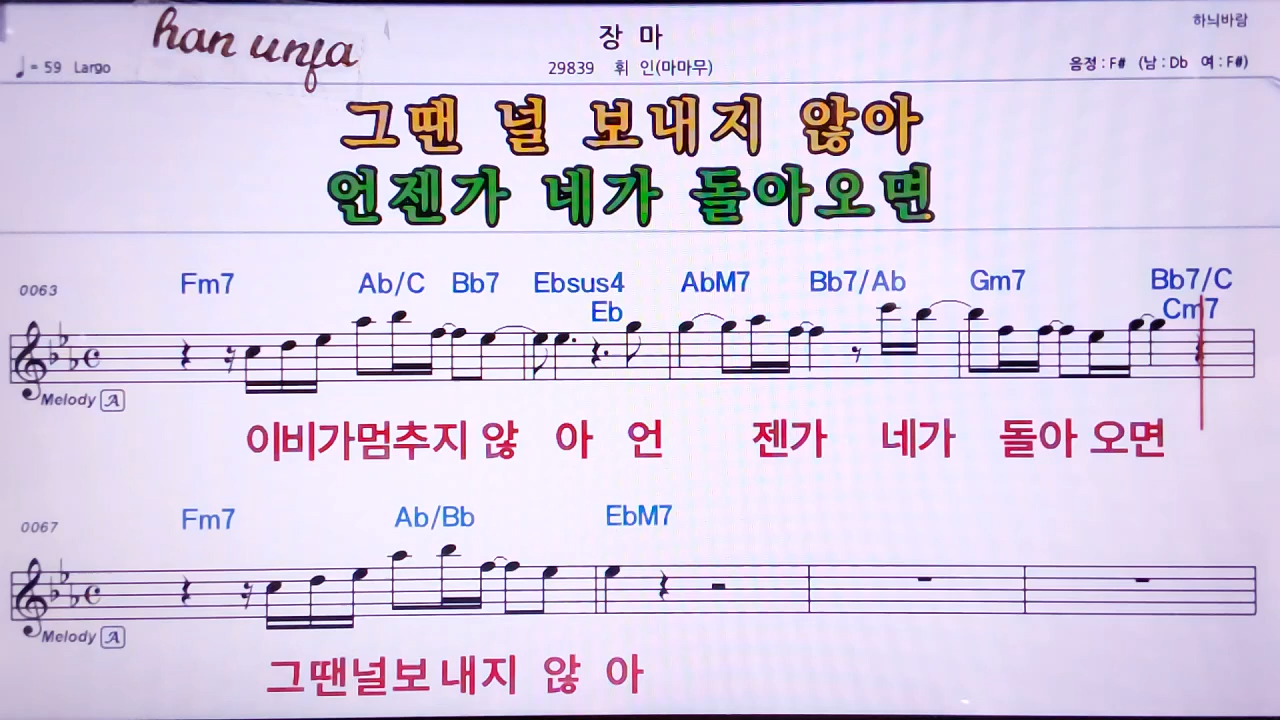 han unja
장 마
하늬바람
♩= 59 Largo
29839 휘 인(마마무)
음정 : F# (남 : Db 여 : F#)
그땐 널 보내지 않아
언젠가 네가 돌아오면
0063 Fm7 Ab/C Bb7 Ebsus4 AbM7 Bb7/Ab Gm7 Bb7/C
Eb Cm7
Melody A
이비가멈추지 않 아 언 젠가 네가 돌아 오면
0067 Fm7 Ab/Bb EbM7
Melody A
그땐널보 내지 않 아